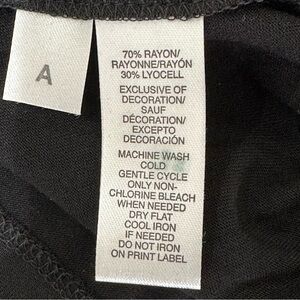 A
70% RAYON/
RAYONNE/RAYÓN
30% LYOCELL
EXCLUSIVE OF
DECORATION/
SAUF
DÉCORATION/
EXCEPTO
DECORACIÓN
MACHINE WASH
COLD
GENTLE CYCLE
ONLY NON-
CHLORINE BLEACH
WHEN NEEDED
DRY FLAT
COOL IRON
IF NEEDED
DO NOT IRON
ON PRINT LABEL